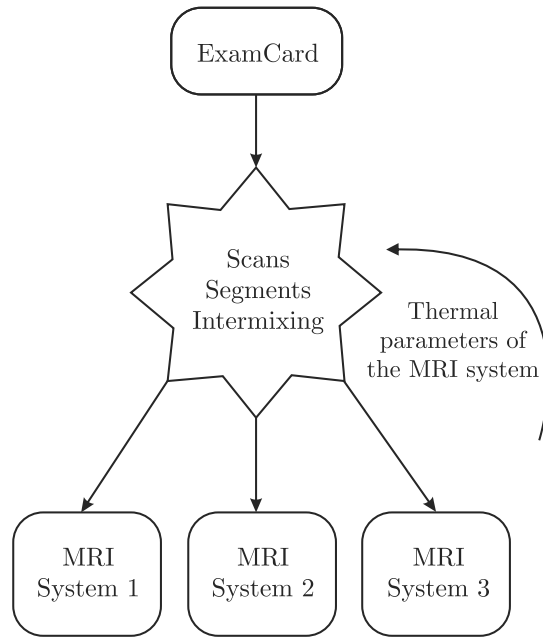 ExamCard
Scans
Segments
Intermixing
Thermal
parameters of
the MRI system
MRI
System 1
MRI
System 2
MRI
System 3